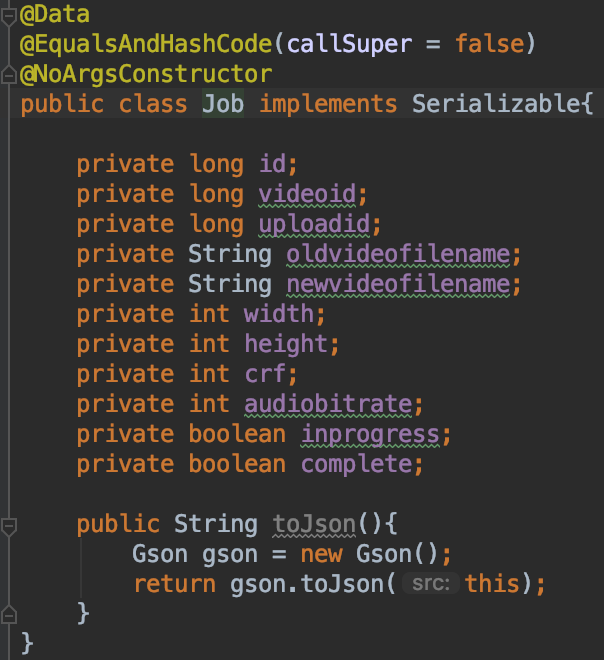 @Data
@EqualsAndHashCode(callSuper = false)
@NoArgsConstructor
public class Job implements Serializable{
private long id;
private long videoid;
private long uploadid;
private String oldvideofilename;
private String newvideofilename;
private int width;
private int height;
private int crf;
private int audiobitrate;
private boolean inprogress;
private boolean complete;
public String toJson(){
Gson gson = new Gson();
return gson.toJson( src: this);
}
}